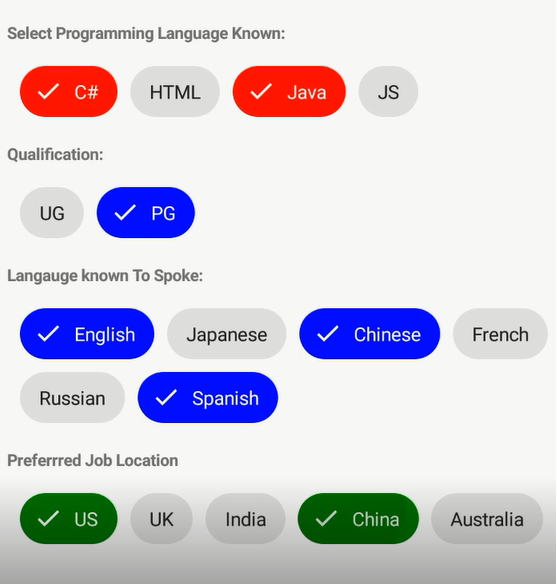 Select Programming Language Known:
C# HTML Java JS
Qualification:
UG PG
Langauge known To Spoke:
English Japanese Chinese French
Russian Spanish
Preferrred Job Location
US UK India China Australia